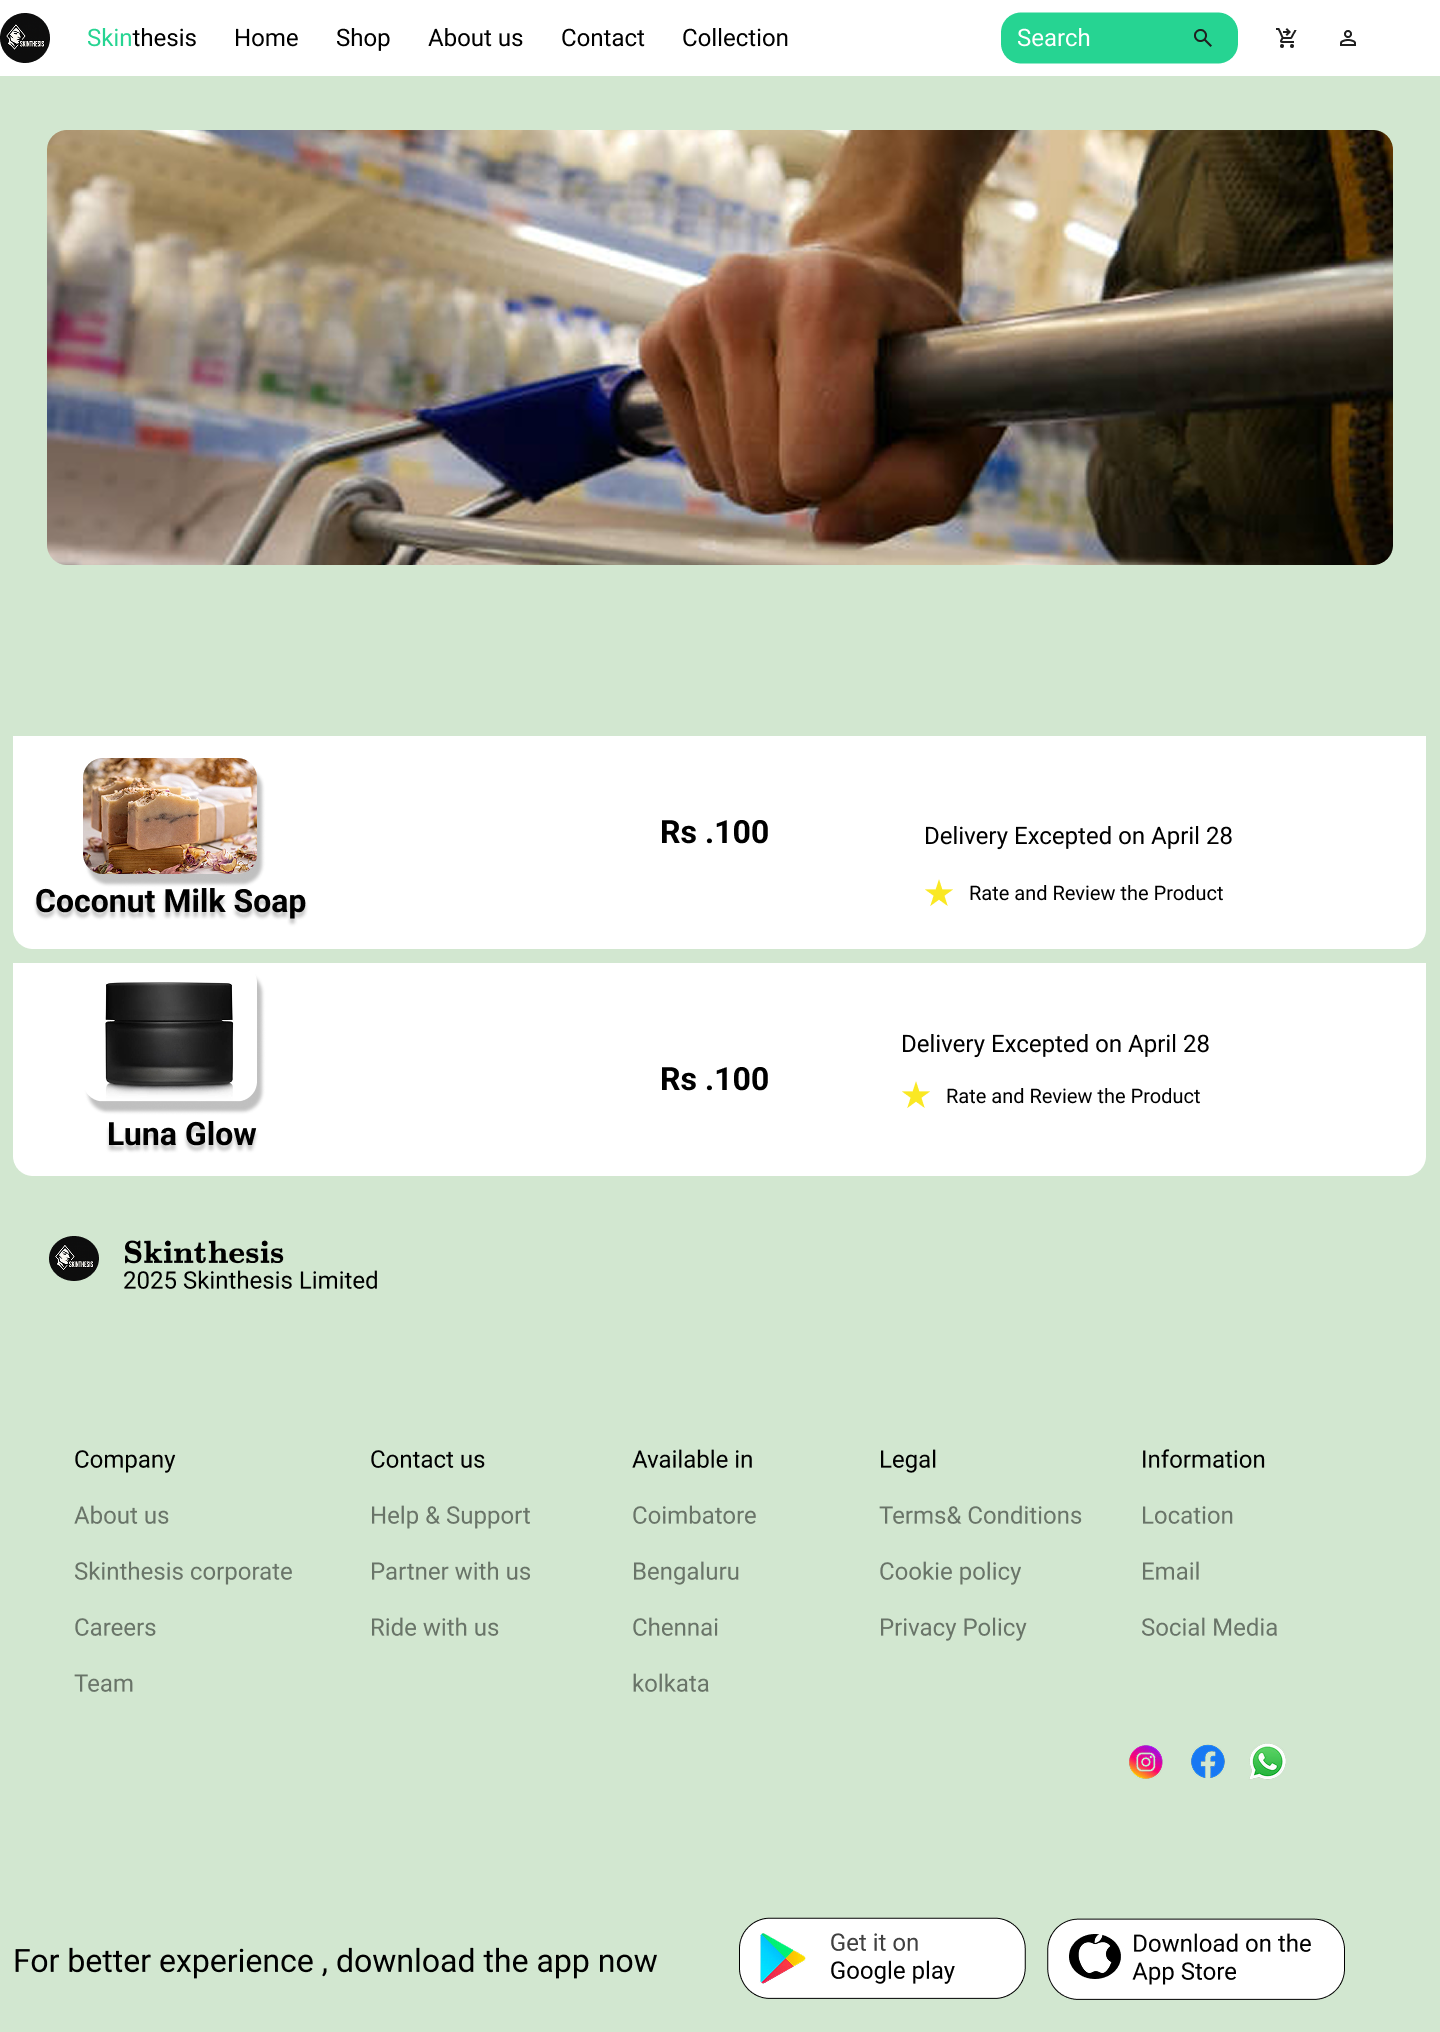 SKINTHESIS
Skinthesis Home Shop About us Contact Collection Search
Coconut Milk Soap
Rs .100
Delivery Excepted on April 28
Rate and Review the Product
Luna Glow
Rs .100
Delivery Excepted on April 28
Rate and Review the Product
SKINTHESIS
Skinthesis
2025 Skinthesis Limited
Company
About us
Skinthesis corporate
Careers
Team
Contact us
Help & Support
Partner with us
Ride with us
Available in
Coimbatore
Bengaluru
Chennai
kolkata
Legal
Terms& Conditions
Cookie policy
Privacy Policy
Information
Location
Email
Social Media
For better experience , download the app now
Get it on
Google play
Download on the
App Store